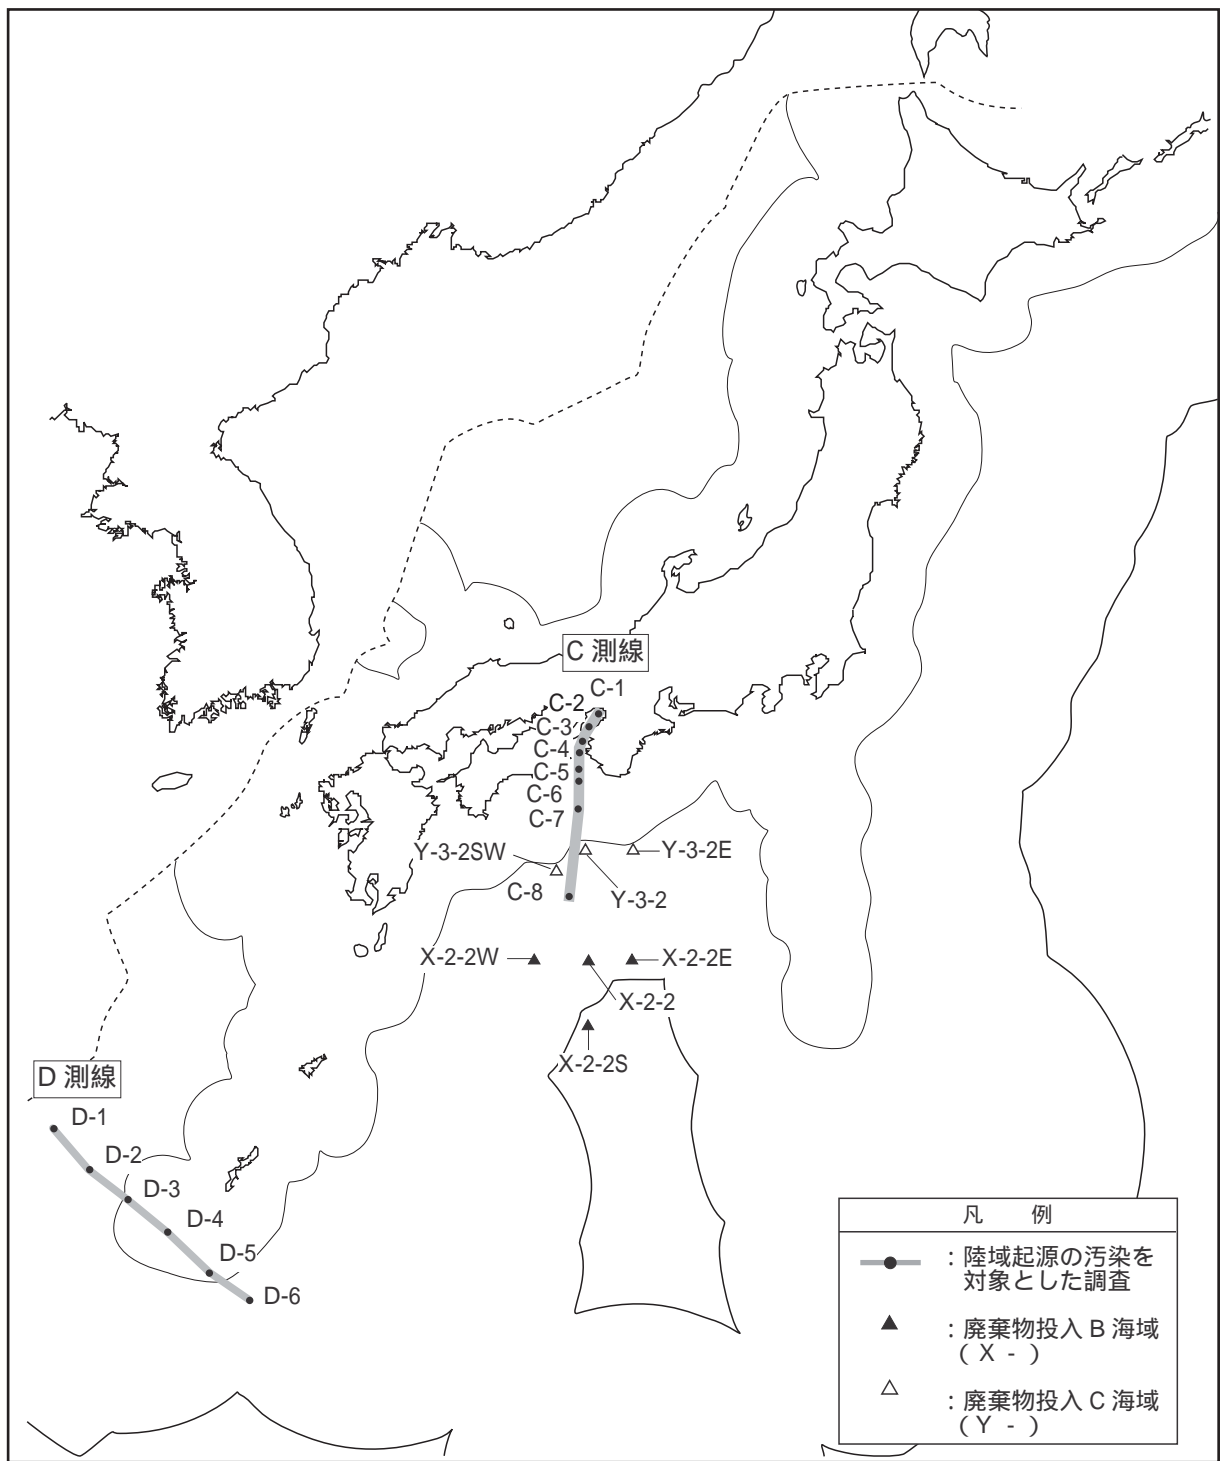 C 測線
C-1
C-2
C-3
C-4
C-5
C-6
C-7
Y-3-2SW
Y-3-2E
C-8
Y-3-2
X-2-2W
X-2-2E
X-2-2
X-2-2S
D 測線
D-1
D-2
D-3
D-4
D-5
D-6
凡 例
：陸域起源の汚染を
対象とした調査
：廃棄物投入 B 海域
（ X - ）
：廃棄物投入 C 海域
（ Y - ）